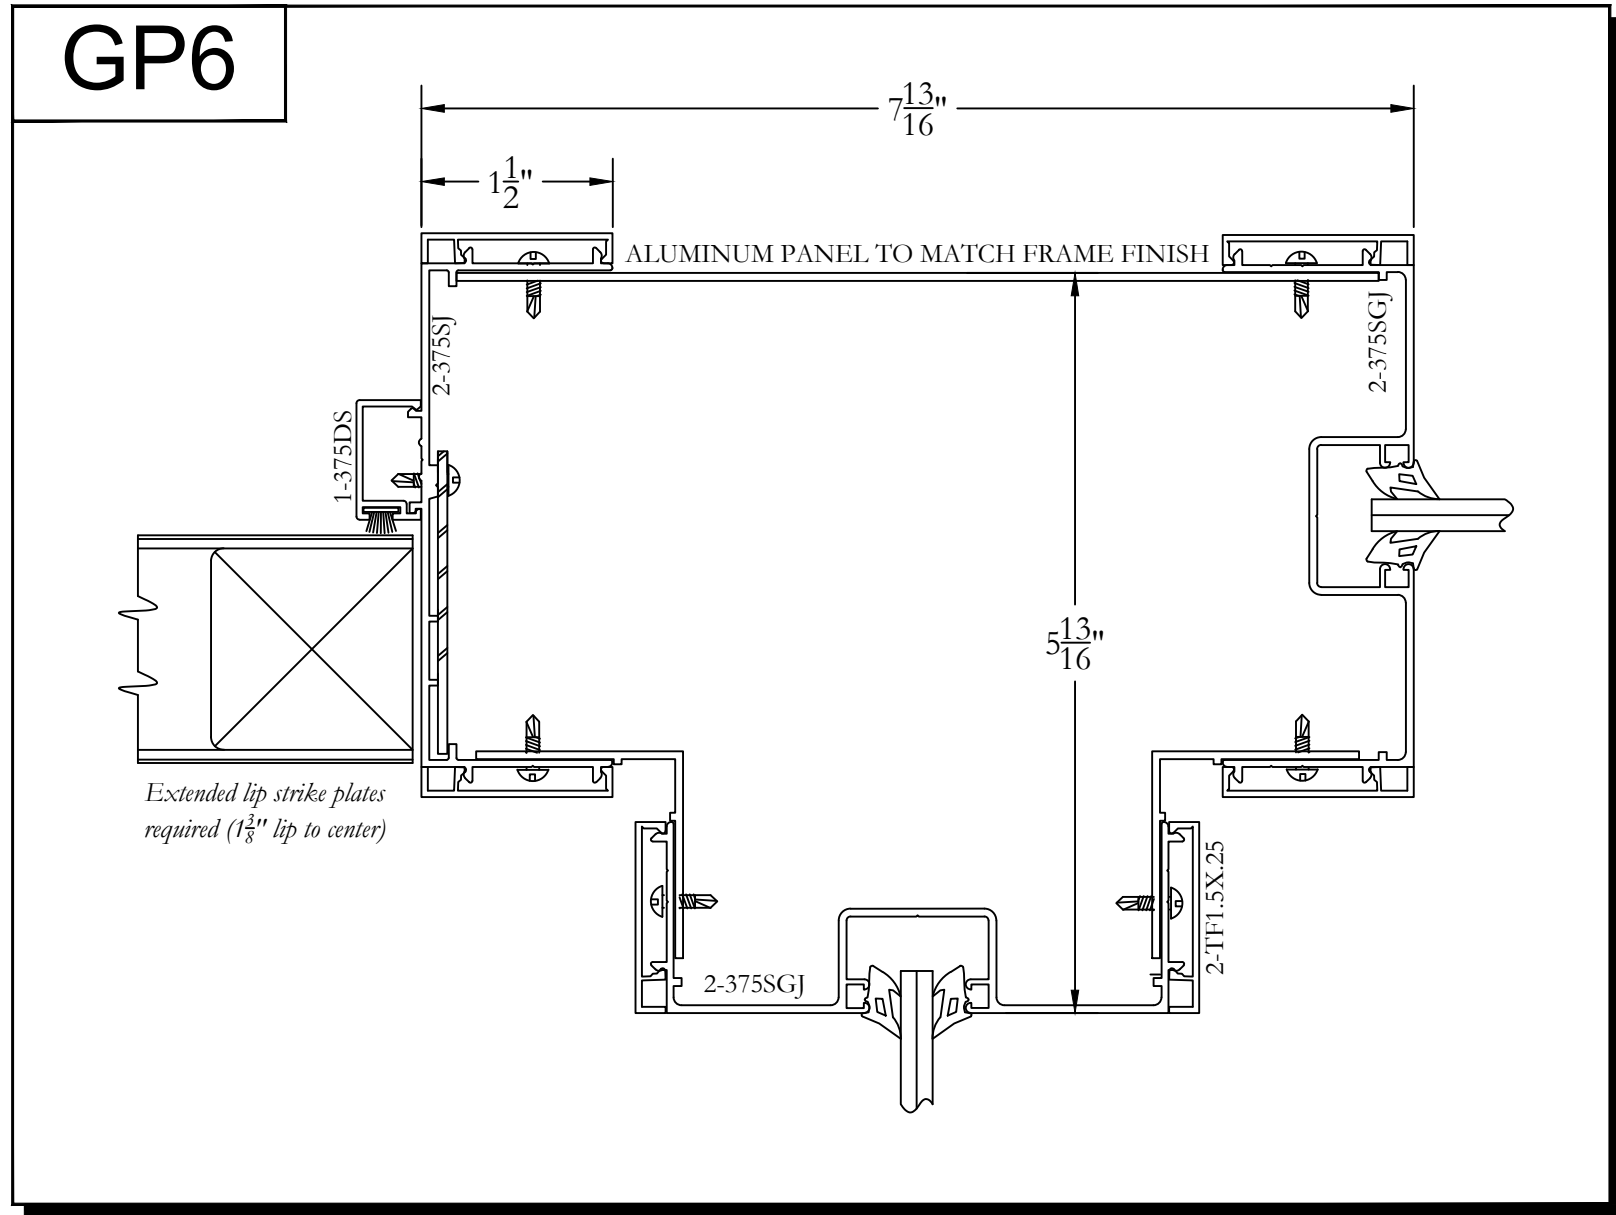 GP6
7 13/16"
1 1/2"
ALUMINUM PANEL TO MATCH FRAME FINISH
2-375SJ
2-375SGJ
1-375DS
5 13/16"
Extended lip strike plates
required (1 3/8" lip to center)
2-TF1.5X.25
2-375SGJ